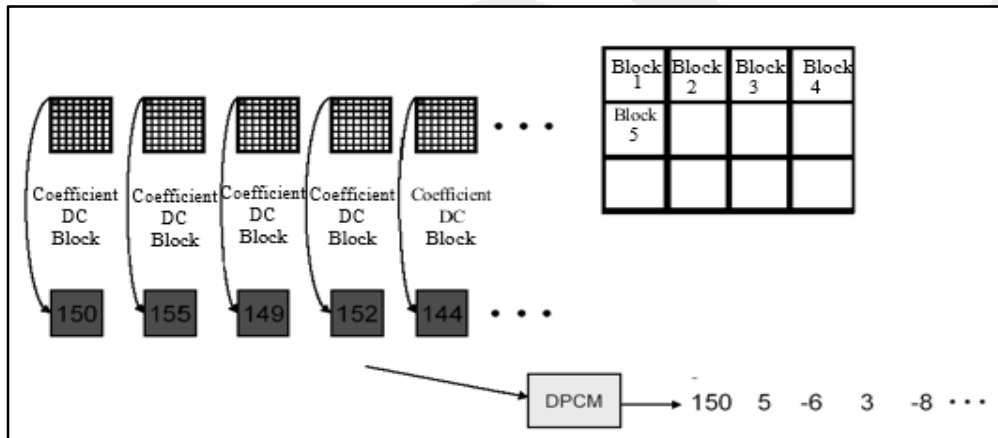 Block
1
Block
2
Block
3
Block
4
Block
5
Coefficient
DC
Block
Coefficient
DC
Block
Coefficient
DC
Block
Coefficient
DC
Block
Coefficient
DC
Block
150 155 149 152 144 • • •
DPCM
150 5 -6 3 -8 • • •